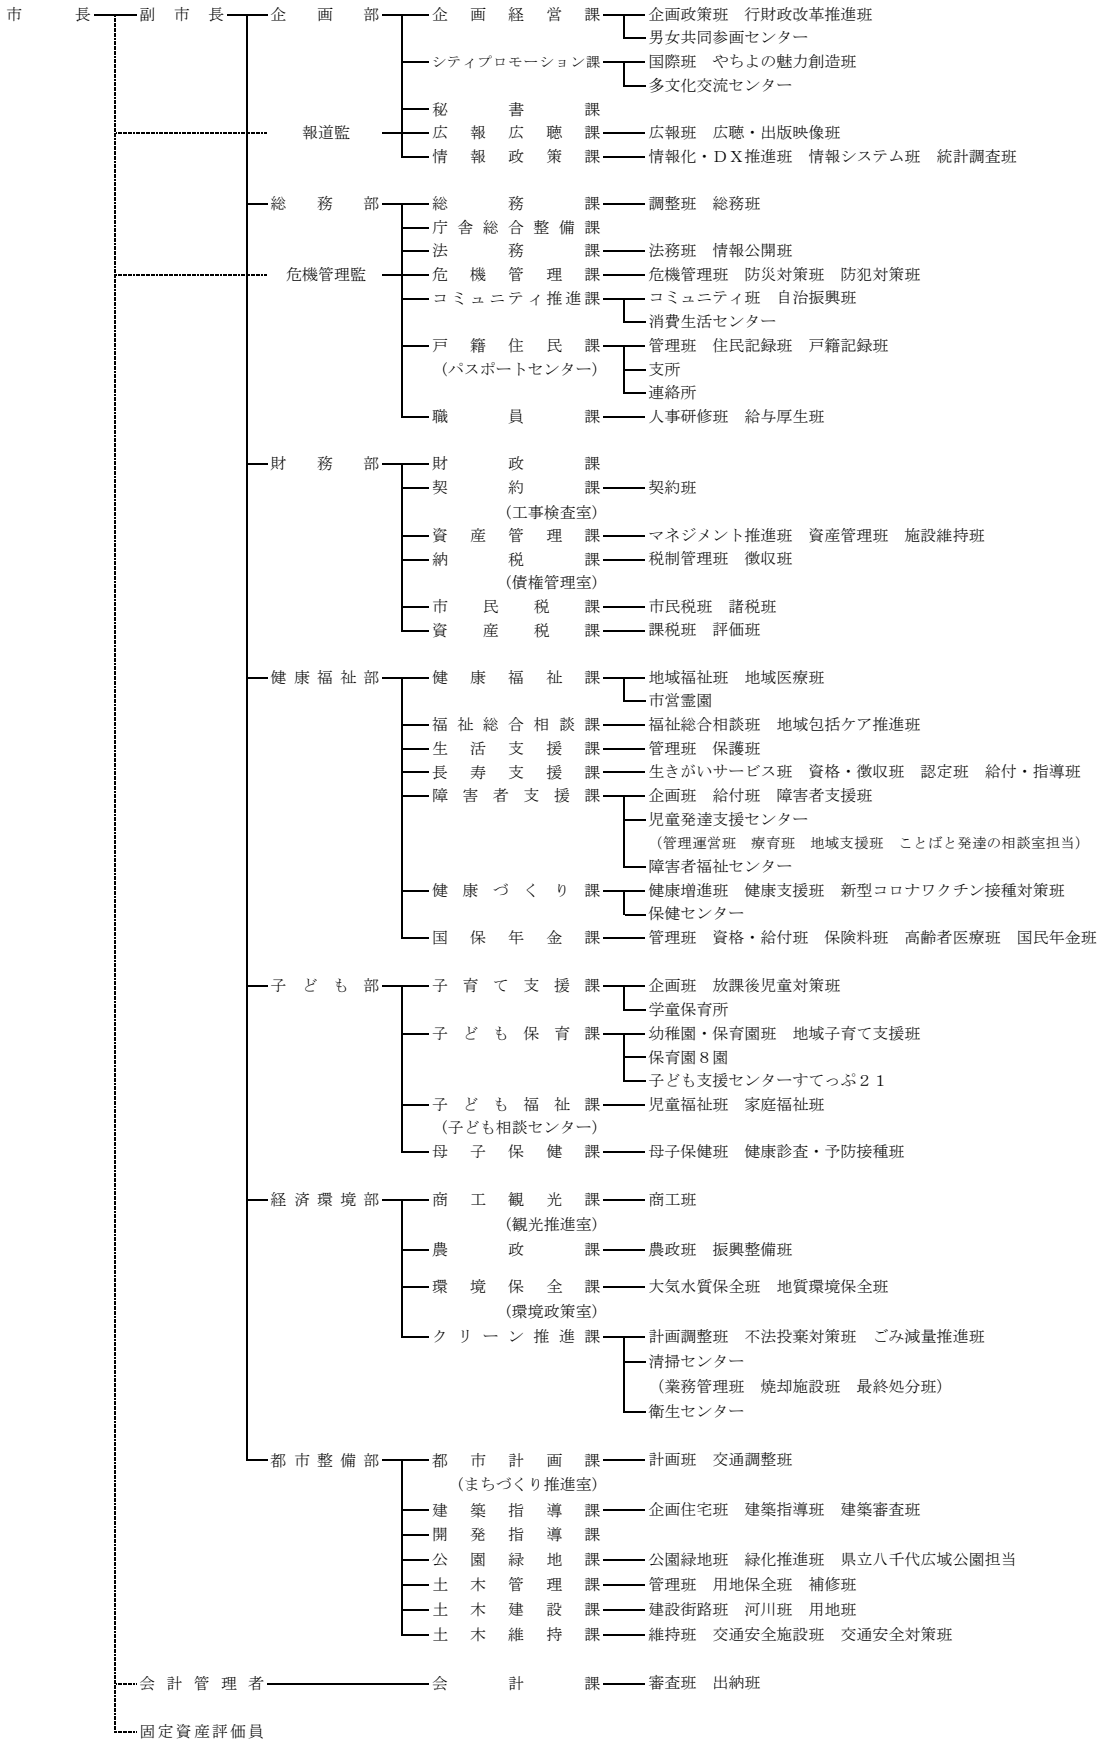 市長 副市長 企画部 企画経営課 企画政策班 行財政改革推進班
男女共同参画センター
シティプロモーション課 国際班 やちよの魅力創造班
多文化交流センター
秘書課
報道監 広報広聴課 広報班 広聴・出版映像班
情報政策課 情報化・DX推進班 情報システム班 統計調査班
総務部 総務課 調整班 総務班
庁舎総合整備課
法務課 法務班 情報公開班
危機管理監 危機管理課 危機管理班 防災対策班 防犯対策班
コミュニティ推進課 コミュニティ班 自治振興班
消費生活センター
戸籍住民課 管理班 住民記録班 戸籍記録班
(パスポートセンター) 支所
連絡所
職員課 人事研修班 給与厚生班
財務部 財政課
契約課 契約班
(工事検査室)
資産管理課 マネジメント推進班 資産管理班 施設維持班
納税課 税制管理班 徴収班
(債権管理室)
市民税課 市民税班 諸税班
資産税課 課税班 評価班
健康福祉部 健康福祉課 地域福祉班 地域医療班
市営霊園
福祉総合相談課 福祉総合相談班 地域包括ケア推進班
生活支援課 管理班 保護班
長寿支援課 生きがいサービス班 資格・徴収班 認定班 給付・指導班
障害者支援課 企画班 給付班 障害者支援班
児童発達支援センター
(管理運営班 療育班 地域支援班 ことばと発達の相談室担当)
障害者福祉センター
健康づくり課 健康増進班 健康支援班 新型コロナワクチン接種対策班
保健センター
国保年金課 管理班 資格・給付班 保険料班 高齢者医療班 国民年金班
子ども部 子育て支援課 企画班 放課後児童対策班
学童保育所
子ども保育課 幼稚園・保育園班 地域子育て支援班
保育園8園
子ども支援センターすてっぷ21
子ども福祉課 児童福祉班 家庭福祉班
(子ども相談センター)
母子保健課 母子保健班 健康診査・予防接種班
経済環境部 商工観光課 商工班
(観光推進室)
農政課 農政班 振興整備班
環境保全課 大気水質保全班 地質環境保全班
(環境政策室)
クリーン推進課 計画調整班 不法投棄対策班 ごみ減量推進班
清掃センター
(業務管理班 焼却施設班 最終処分班)
衛生センター
都市整備部 都市計画課 計画班 交通調整班
(まちづくり推進室)
建築指導課 企画住宅班 建築指導班 建築審査班
開発指導課
公園緑地課 公園緑地班 緑化推進班 県立八千代広域公園担当
土木管理課 管理班 用地保全班 補修班
土木建設課 建設街路班 河川班 用地班
土木維持課 維持班 交通安全施設班 交通安全対策班
会計管理者 会計課 審査班 出納班
固定資産評価員